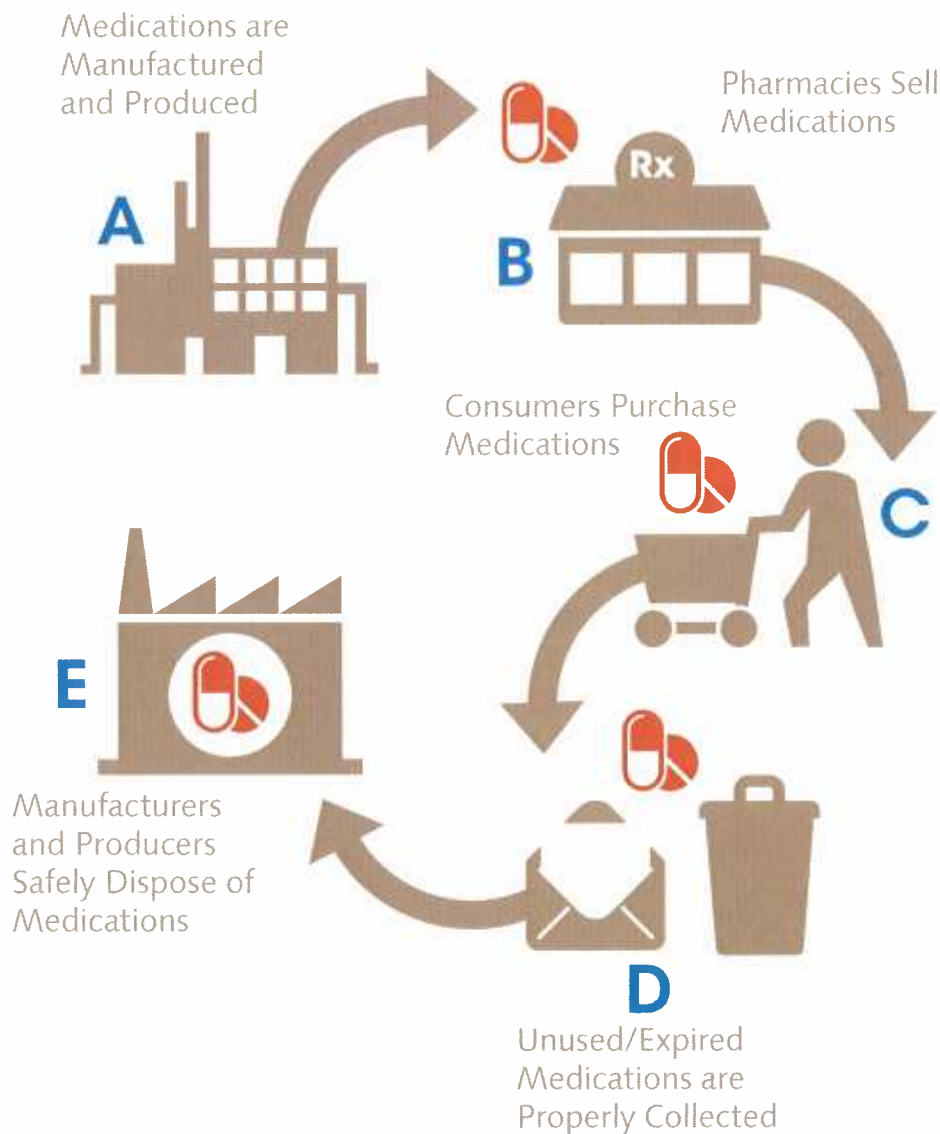 Medications are
Manufactured
and Produced
A
Pharmacies Sell
Medications
Rx
B
Consumers Purchase
Medications
C
E
Manufacturers
and Producers
Safely Dispose of
Medications
D
Unused/Expired
Medications are
Properly Collected